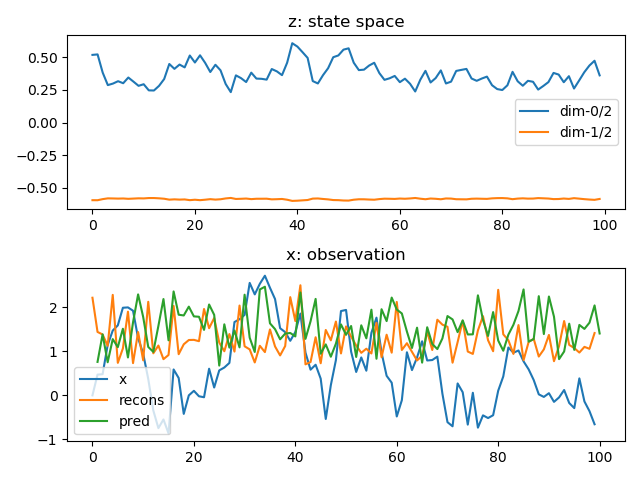 z: state space
0.50
0.25
0.00
−0.25
−0.50
dim-0/2
dim-1/2
0 20 40 60 80 100
x: observation
2
1
0
−1
x
recons
pred
0 20 40 60 80 100